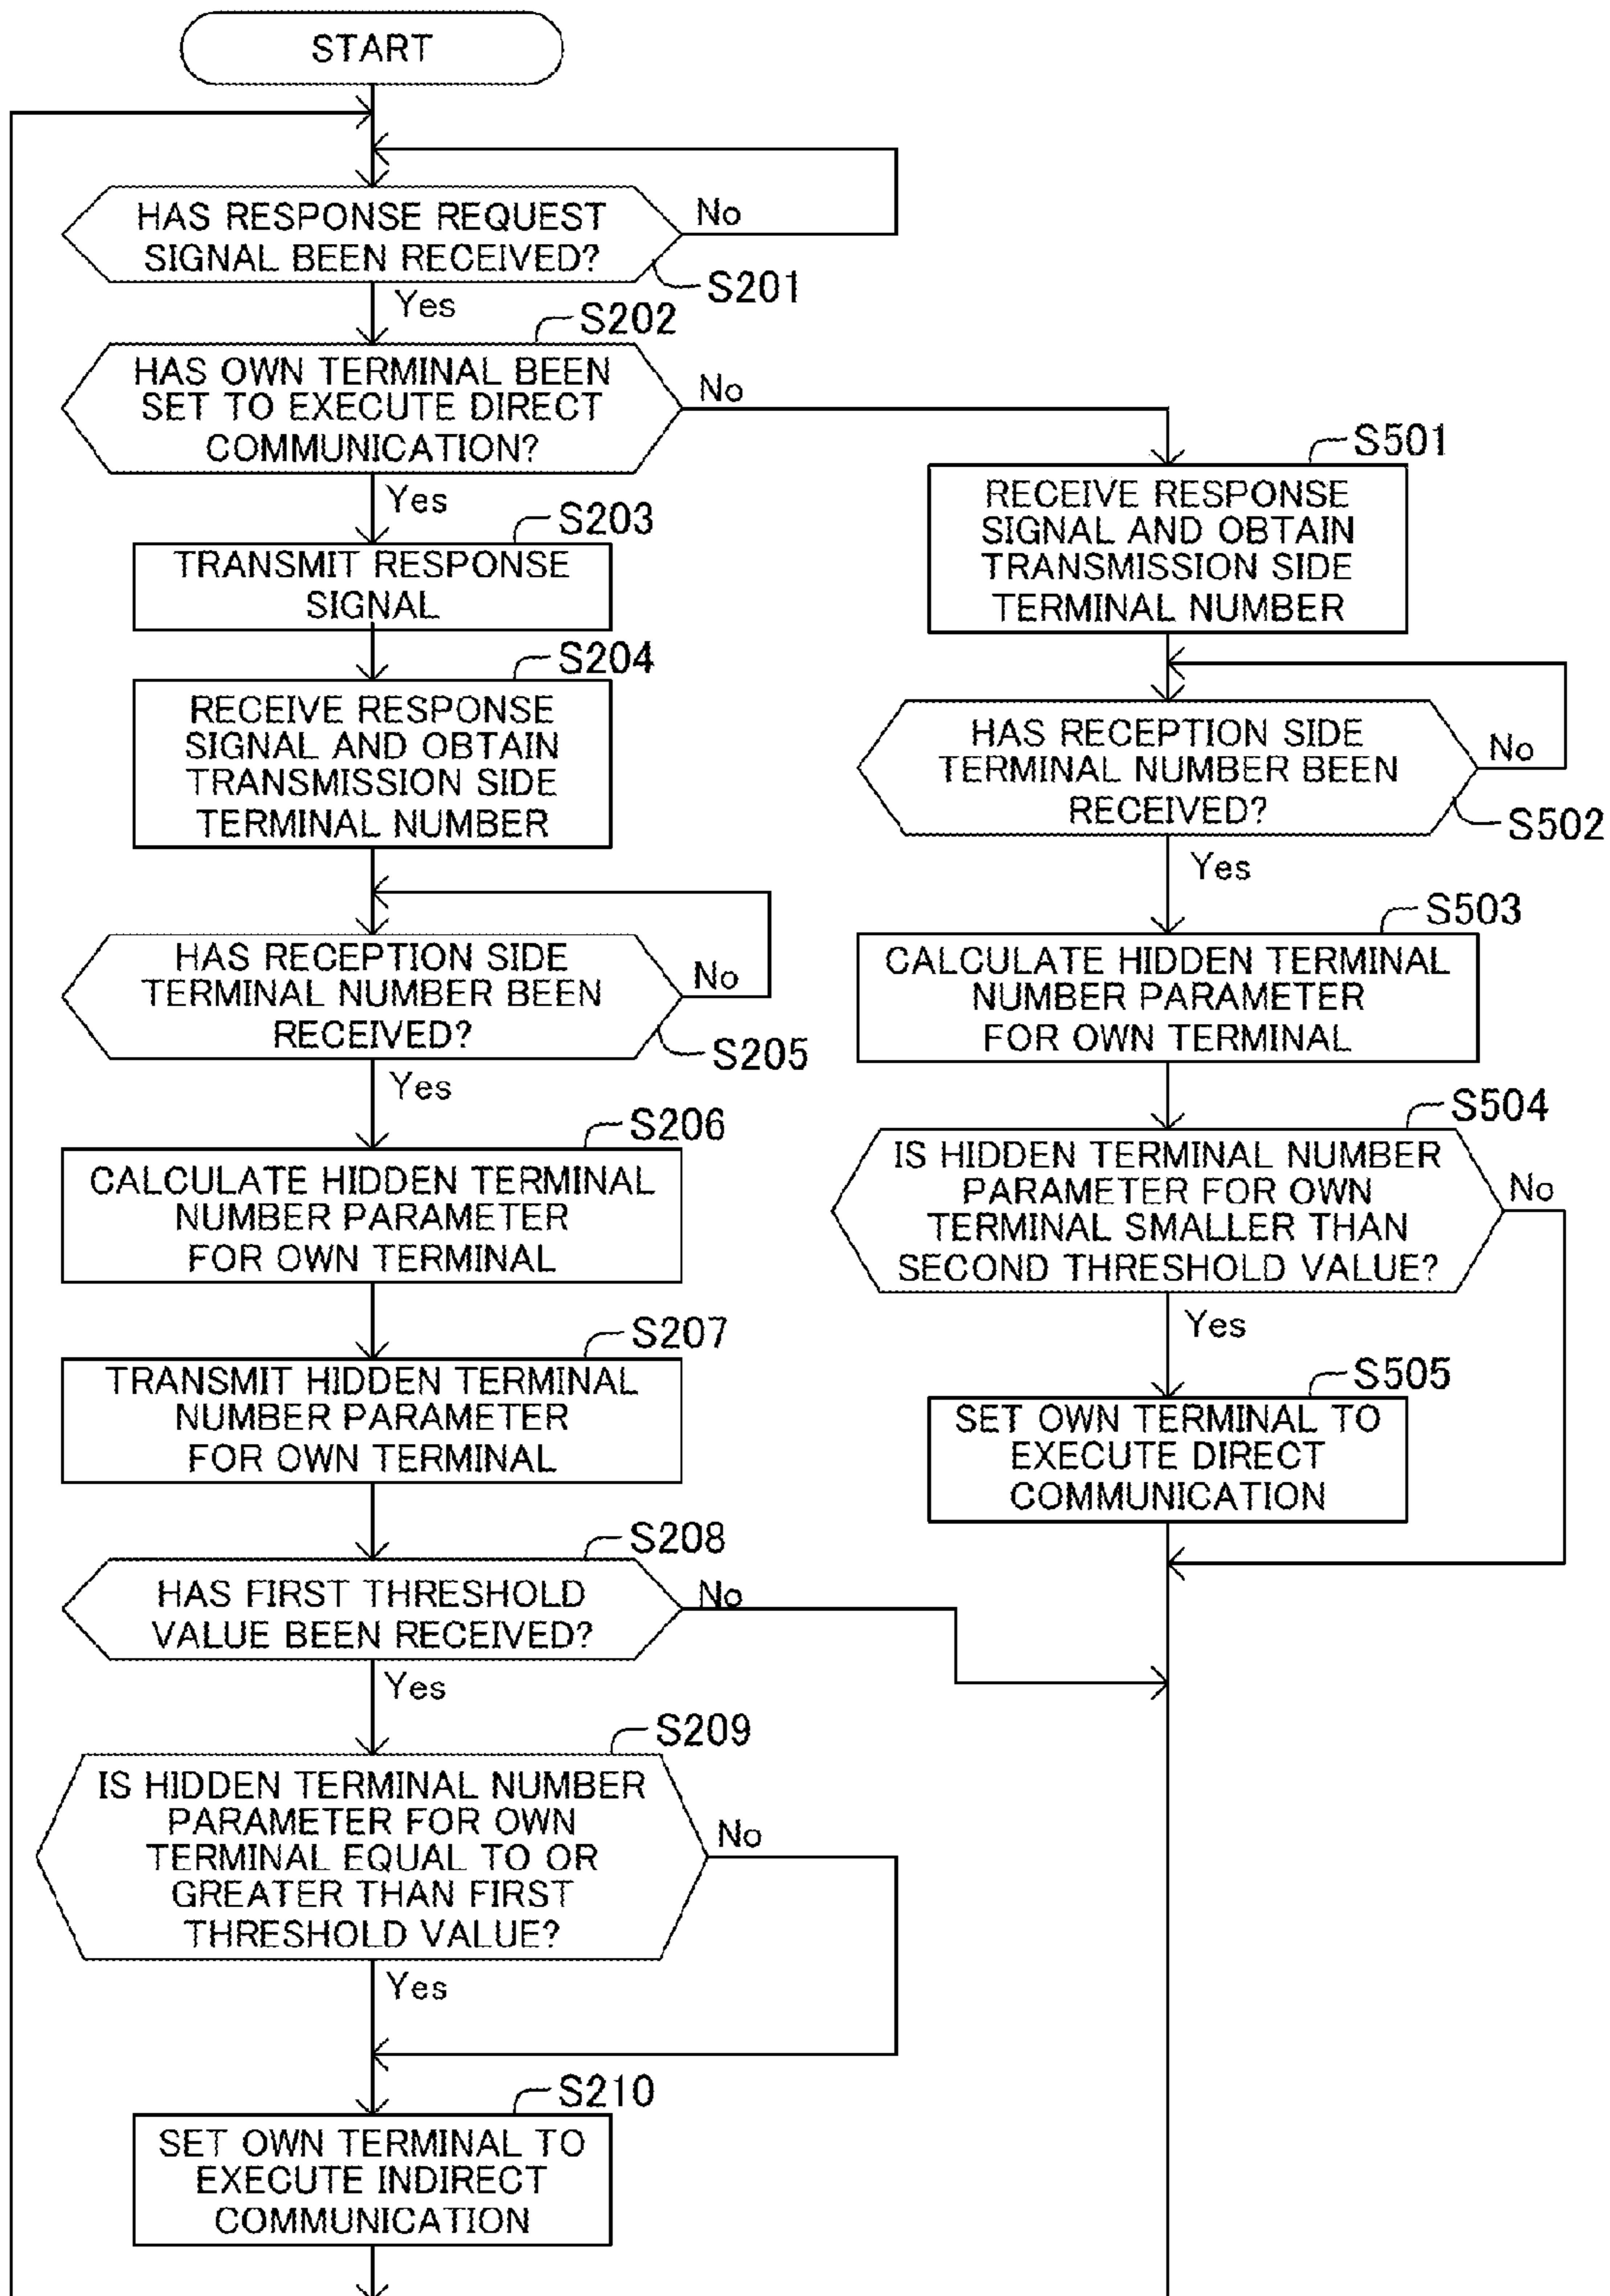 START
HAS RESPONSE REQUEST
SIGNAL BEEN RECEIVED?
No
S201
Yes
S202
HAS OWN TERMINAL BEEN
SET TO EXECUTE DIRECT
COMMUNICATION?
No
Yes
S203
TRANSMIT RESPONSE
SIGNAL
S204
RECEIVE RESPONSE
SIGNAL AND OBTAIN
TRANSMISSION SIDE
TERMINAL NUMBER
HAS RECEPTION SIDE
TERMINAL NUMBER BEEN
RECEIVED?
No
S205
Yes
S206
CALCULATE HIDDEN TERMINAL
NUMBER PARAMETER
FOR OWN TERMINAL
S207
TRANSMIT HIDDEN TERMINAL
NUMBER PARAMETER
FOR OWN TERMINAL
S208
HAS FIRST THRESHOLD
VALUE BEEN RECEIVED?
No
Yes
S209
IS HIDDEN TERMINAL NUMBER
PARAMETER FOR OWN
TERMINAL EQUAL TO OR
GREATER THAN FIRST
THRESHOLD VALUE?
No
Yes
S210
SET OWN TERMINAL TO
EXECUTE INDIRECT
COMMUNICATION
S501
RECEIVE RESPONSE
SIGNAL AND OBTAIN
TRANSMISSION SIDE
TERMINAL NUMBER
HAS RECEPTION SIDE
TERMINAL NUMBER BEEN
RECEIVED?
No
S502
Yes
S503
CALCULATE HIDDEN TERMINAL
NUMBER PARAMETER
FOR OWN TERMINAL
S504
IS HIDDEN TERMINAL NUMBER
PARAMETER FOR OWN
TERMINAL SMALLER THAN
SECOND THRESHOLD VALUE?
No
Yes
S505
SET OWN TERMINAL TO
EXECUTE DIRECT
COMMUNICATION